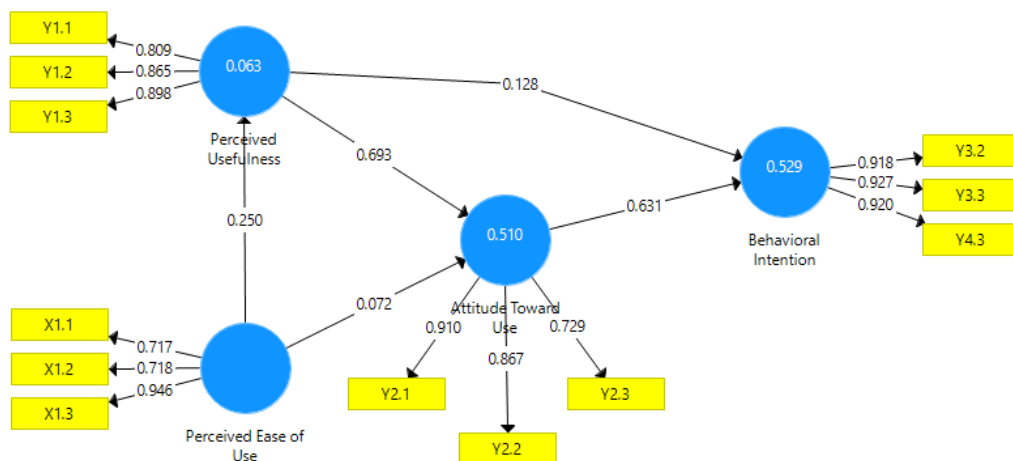 Y1.1
Y1.2
Y1.3
0.809
0.865
0.898
0.063
Perceived
Usefulness
0.128
0.693
0.250
0.529
Behavioral
Intention
0.918
0.927
0.920
Y3.2
Y3.3
Y4.3
0.631
0.510
Attitude Toward
Use
0.072
0.910
0.867
0.729
Y2.1
Y2.2
Y2.3
X1.1
X1.2
X1.3
0.717
0.718
0.946
Perceived Ease of
Use